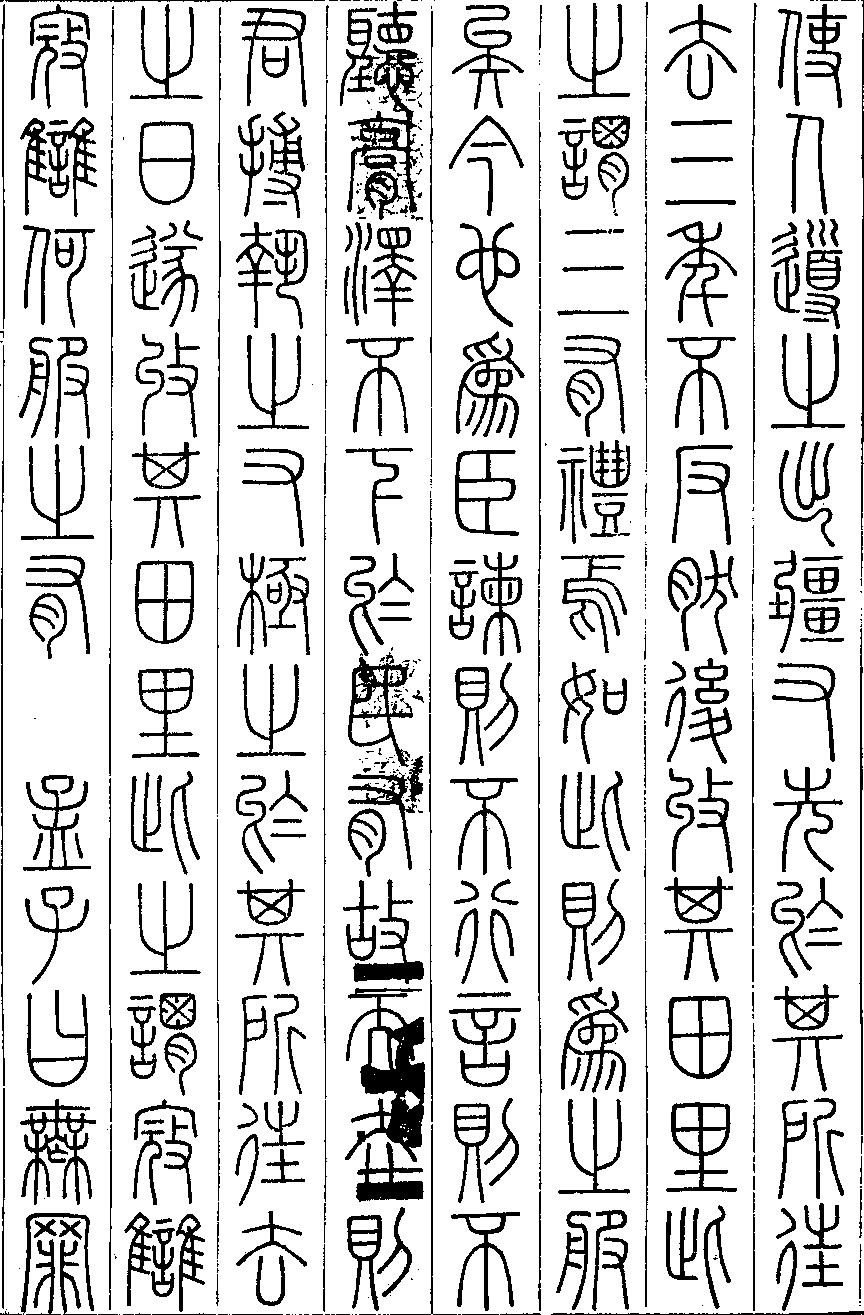 使人導之出疆又先於其所往
去三年不反然後收其田里此
之謂三有禮焉如此則爲之服
矣今也爲臣諫則不行言則不
聽膏澤不下於民有故而去則
君搏執之又極之於其所往去
之日遂收其田里此之謂寇讎
寇讎何服之有 孟子曰無罪